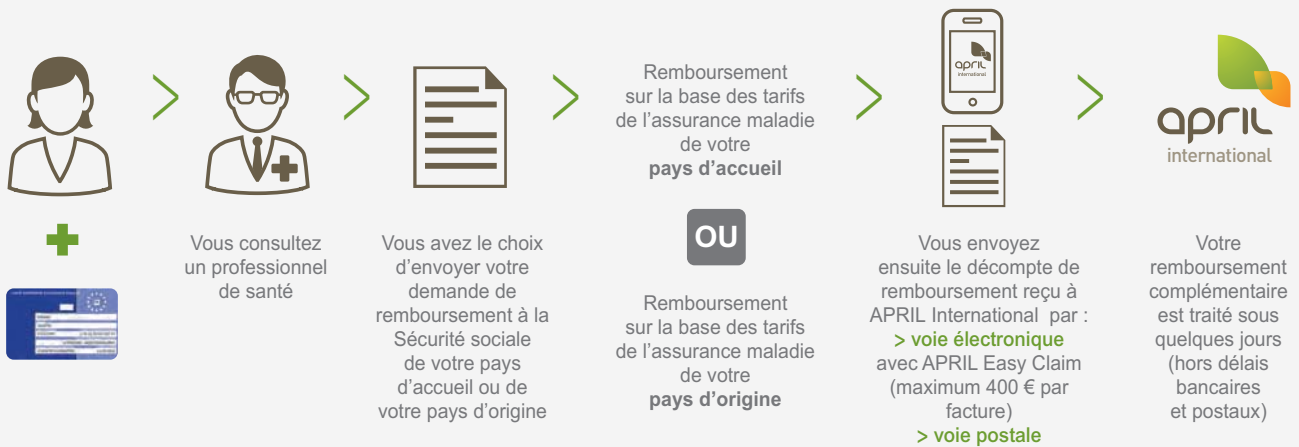 Vous consultez
un professionnel
de santé
Vous avez le choix
d'envoyer votre
demande de
remboursement à la
Sécurité sociale
de votre pays
d'accueil ou de
votre pays d'origine
Remboursement
sur la base des tarifs
de l'assurance maladie
de votre
pays d'accueil
OU
Remboursement
sur la base des tarifs
de l'assurance maladie
de votre
pays d'origine
april
international
Vous envoyez
ensuite le décompte de
remboursement reçu à
APRIL International par :
> voie électronique
avec APRIL Easy Claim
(maximum 400 € par
facture)
> voie postale
april
international
Votre
remboursement
complémentaire
est traité sous
quelques jours
(hors délais
bancaires
et postaux)